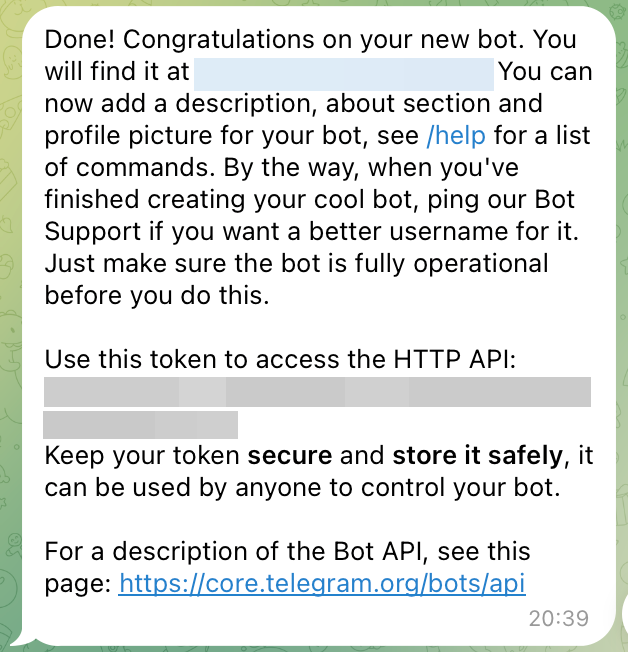 Done! Congratulations on your new bot. You
will find it at You can
now add a description, about section and
profile picture for your bot, see /help for a list
of commands. By the way, when you've
finished creating your cool bot, ping our Bot
Support if you want a better username for it.
Just make sure the bot is fully operational
before you do this.
Use this token to access the HTTP API:
Keep your token secure and store it safely, it
can be used by anyone to control your bot.
For a description of the Bot API, see this
page: https://core.telegram.org/bots/api
20:39